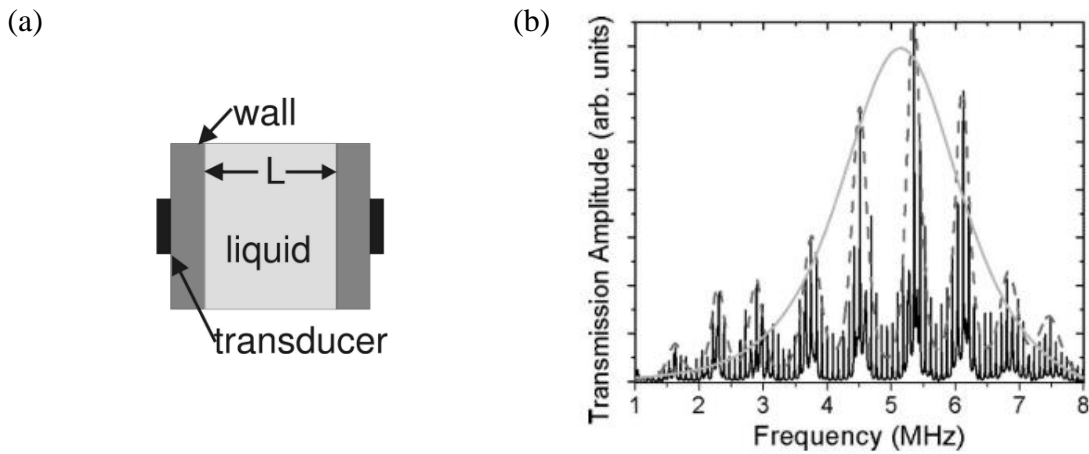 (a)
wall
L
liquid
transducer
(b)
Transmission Amplitude (arb. units)
1 2 3 4 5 6 7 8
Frequency (MHz)